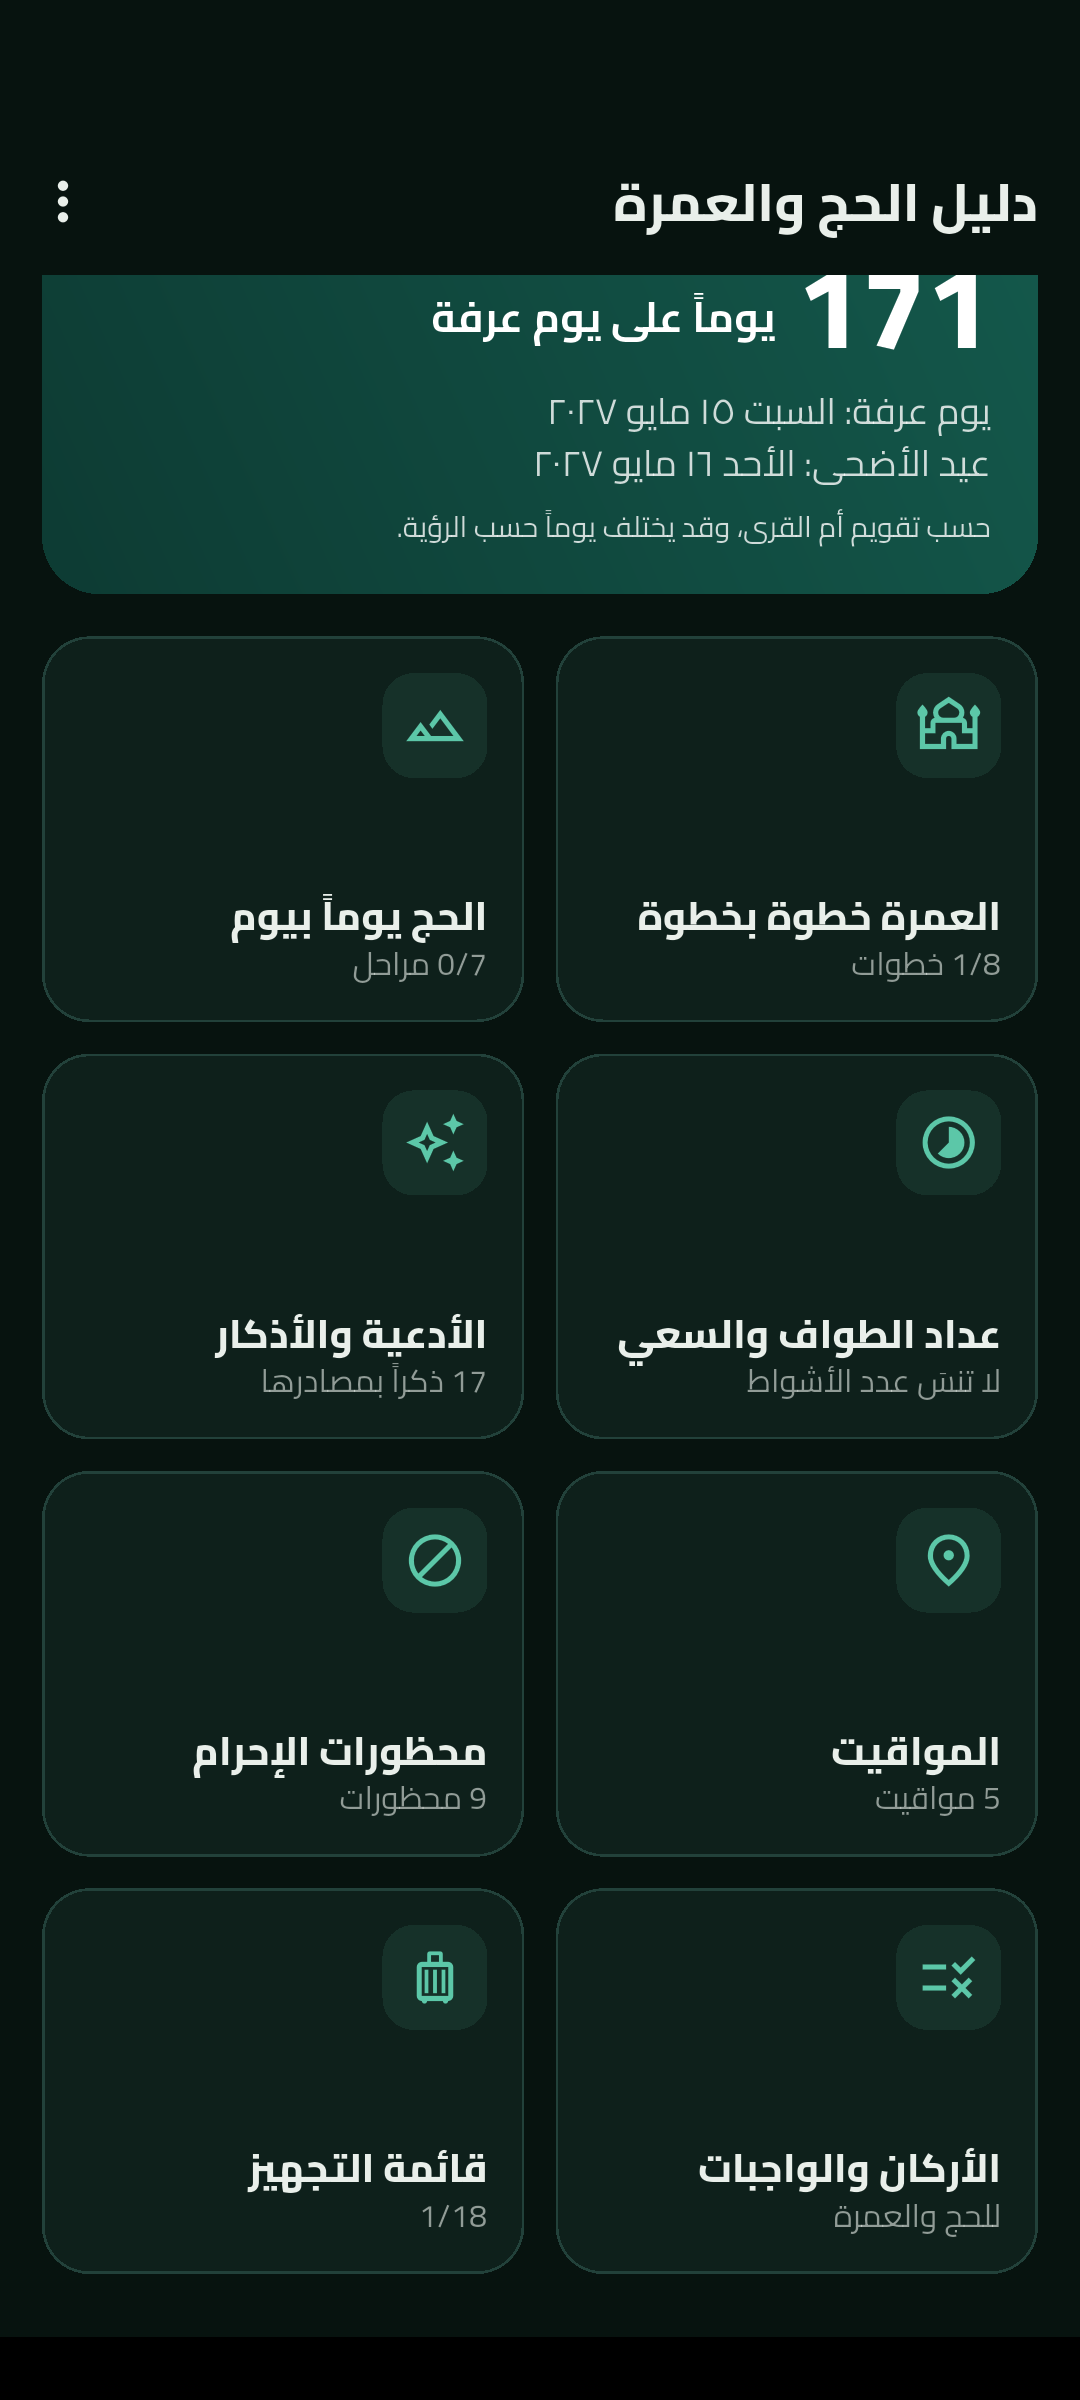 دليل الحج والعمرة
171 يوماً على يوم عرفة
يوم عرفة: السبت ١٥ مايو ٢٠٢٧
عيد الأضحى: الأحد ١٦ مايو ٢٠٢٧
حسب تقويم أم القرى، وقد يختلف يوماً حسب الرؤية.
العمرة خطوة بخطوة
1/8 خطوات
الحج يوماً بيوم
0/7 مراحل
عداد الطواف والسعي
لا تنسَ عدد الأشواط
الأدعية والأذكار
17 ذكراً بمصادرها
المواقيت
5 مواقيت
محظورات الإحرام
9 محظورات
الأركان والواجبات
للحج والعمرة
قائمة التجهيز
1/18